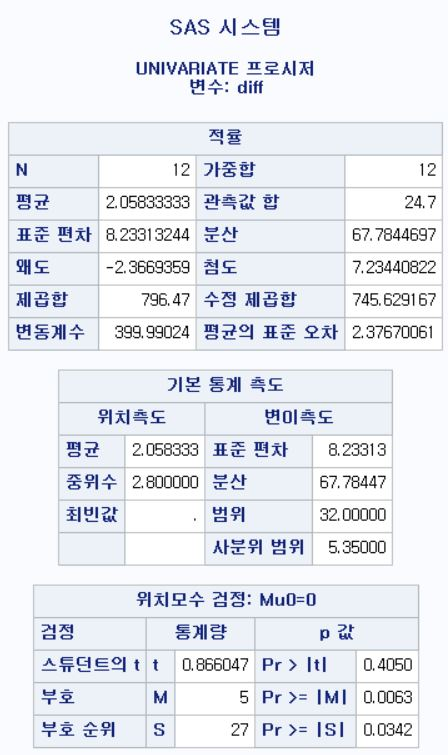 SAS 시스템
UNIVARIATE 프로시저
변수: diff
적률
N 12 가중합 12
평균 2.05833333 관측값 합 24.7
표준 편차 8.23313244 분산 67.7844697
왜도 -2.3669359 첨도 7.23440822
제곱합 796.47 수정 제곱합 745.629167
변동계수 399.99024 평균의 표준 오차 2.37670061
기본 통계 측도
위치측도 변이측도
평균 2.058333 표준 편차 8.23313
중위수 2.800000 분산 67.78447
최빈값 . 범위 32.00000
사분위 범위 5.35000
위치모수 검정: Mu0=0
검정 통계량 p 값
스튜던트의 t t 0.866047 Pr > |t| 0.4050
부호 M 5 Pr >= |M| 0.0063
부호 순위 S 27 Pr >= |S| 0.0342